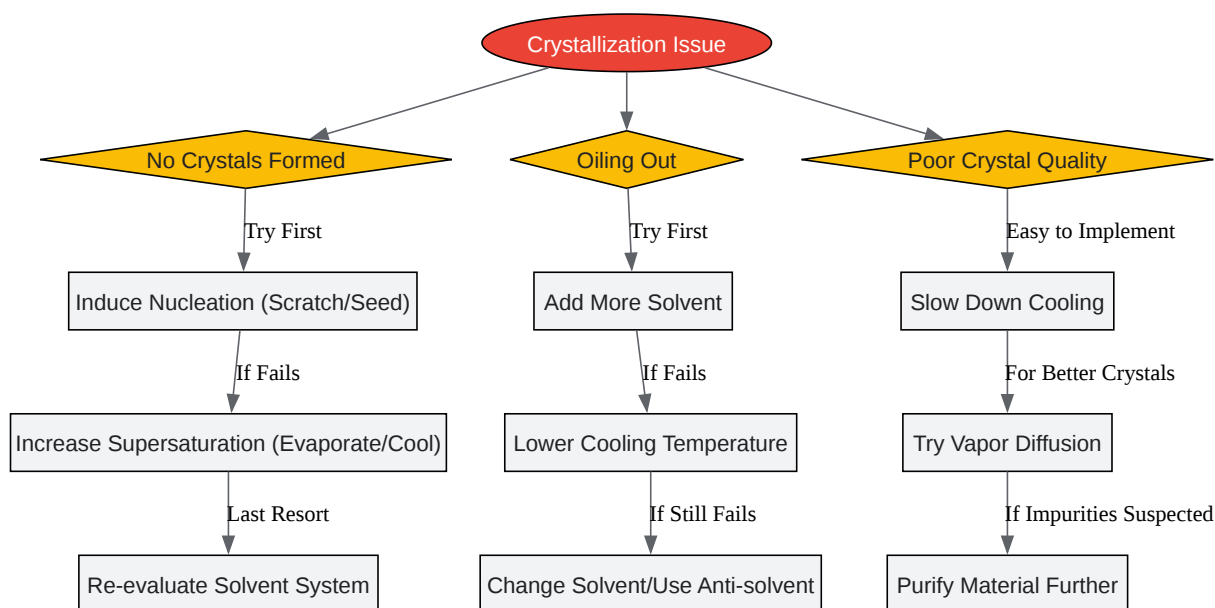 Crystallization Issue
No Crystals Formed
Oiling Out
Poor Crystal Quality
Try First
Try First
Easy to Implement
Induce Nucleation (Scratch/Seed)
Add More Solvent
Slow Down Cooling
If Fails
If Fails
For Better Crystals
Increase Supersaturation (Evaporate/Cool)
Lower Cooling Temperature
Try Vapor Diffusion
Last Resort
If Still Fails
If Impurities Suspected
Re-evaluate Solvent System
Change Solvent/Use Anti-solvent
Purify Material Further